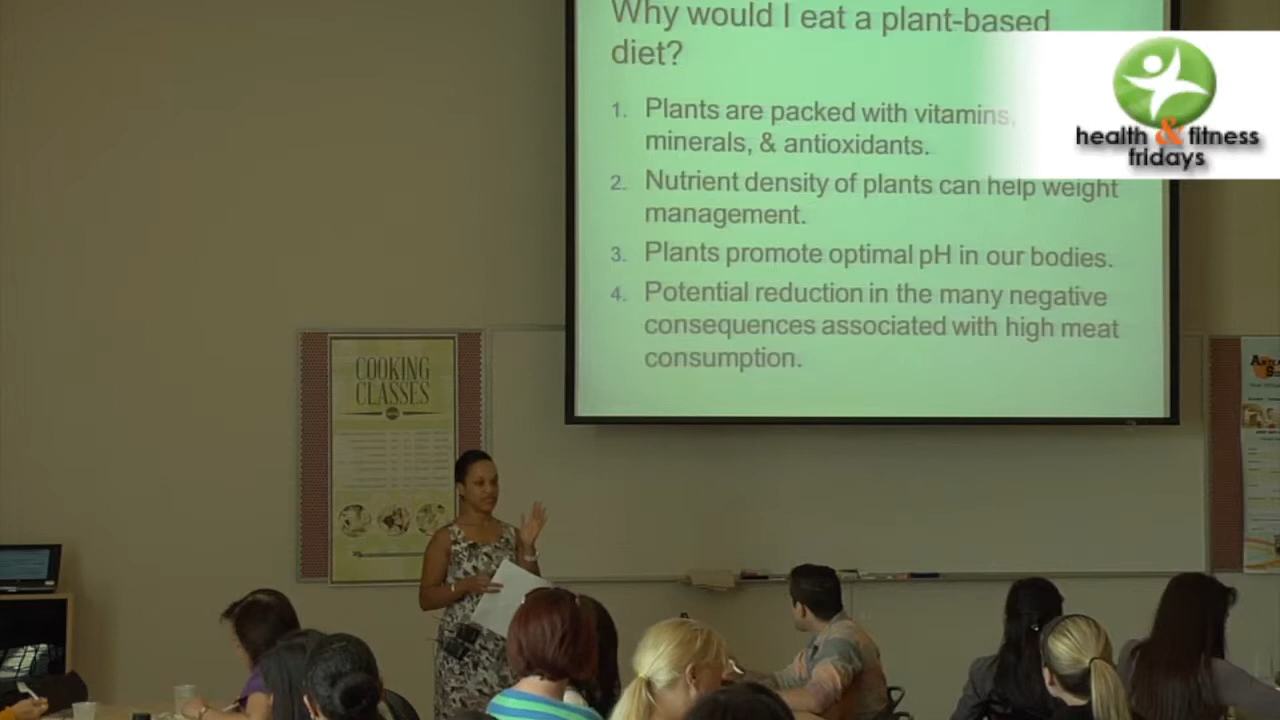 Why would I eat a plant-based
diet?
1. Plants are packed with vitamins,
minerals, & antioxidants.
2. Nutrient density of plants can help weight
management.
3. Plants promote optimal pH in our bodies.
4. Potential reduction in the many negative
consequences associated with high meat
consumption.
health & fitness
fridays
COOKING
CLASSES